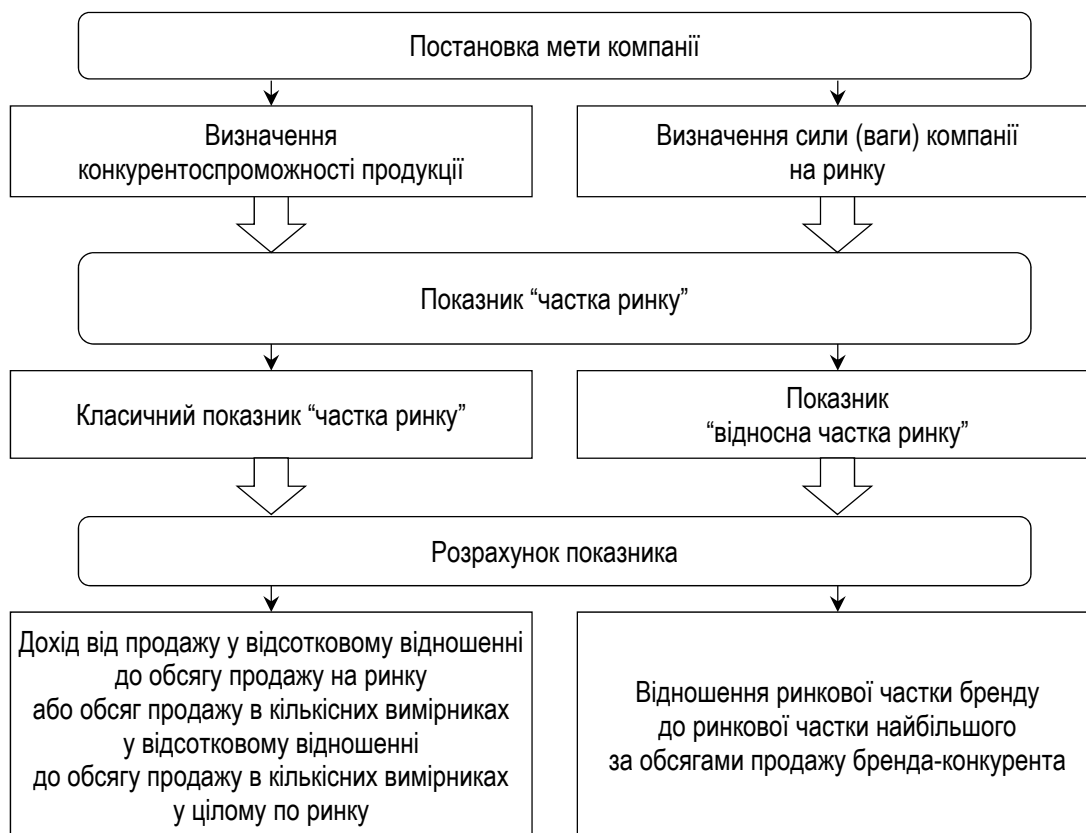 Постановка мети компанії
Визначення
конкурентоспроможності продукції
Визначення сили (ваги) компанії
на ринку
Показник “частка ринку”
Класичний показник “частка ринку”
Показник
“відносна частка ринку”
Розрахунок показника
Дохід від продажу у відсотковому відношенні
до обсягу продажу на ринку
або обсяг продажу в кількісних вимірниках
у відсотковому відношенні
до обсягу продажу в кількісних вимірниках
у цілому по ринку
Відношення ринкової частки бренду
до ринкової частки найбільшого
за обсягами продажу бренда-конкурента